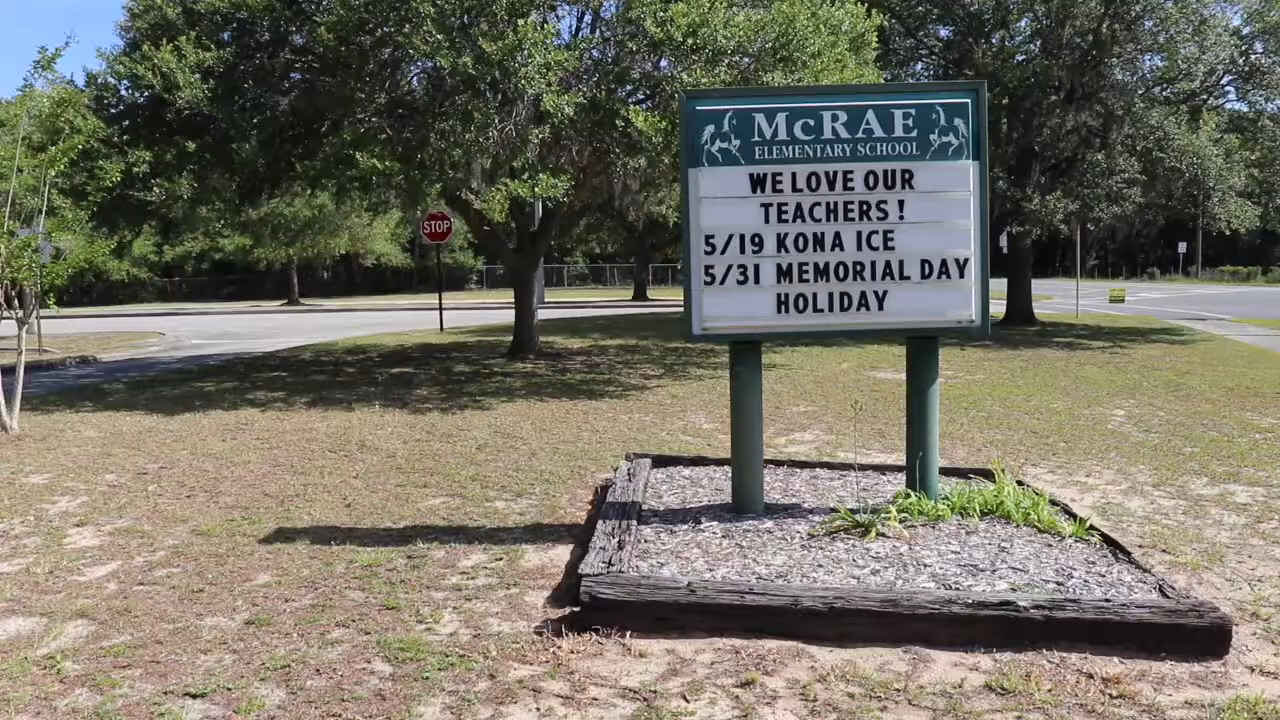 McRAE
ELEMENTARY SCHOOL
WE LOVE OUR
TEACHERS!
5/19 KONA ICE
5/31 MEMORIAL DAY
HOLIDAY
STOP